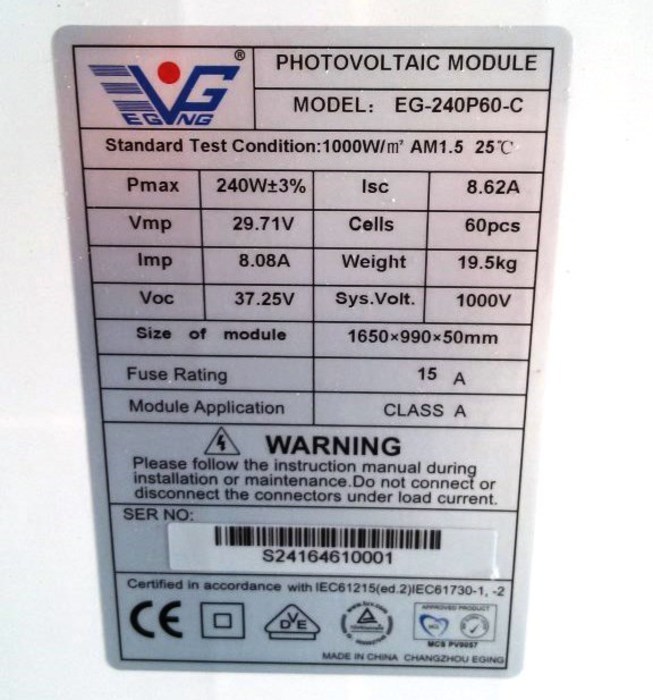 EGING ®
PHOTOVOLTAIC MODULE
MODEL: EG-240P60-C
Standard Test Condition:1000W/㎡ AM1.5 25℃
Pmax 240W±3% Isc 8.62A
Vmp 29.71V Cells 60pcs
Imp 8.08A Weight 19.5kg
Voc 37.25V Sys.Volt. 1000V
Size of module 1650×990×50mm
Fuse Rating 15 A
Module Application CLASS A
WARNING
Please follow the instruction manual during
installation or maintenance.Do not connect or
disconnect the connectors under load current.
SER NO:
S24164610001
Certified in accordance with IEC61215(ed.2)IEC61730-1, -2
CE
DVE
APPROVED PRODUCT
MCS
MADE IN CHINA CHANGZHOU EGING